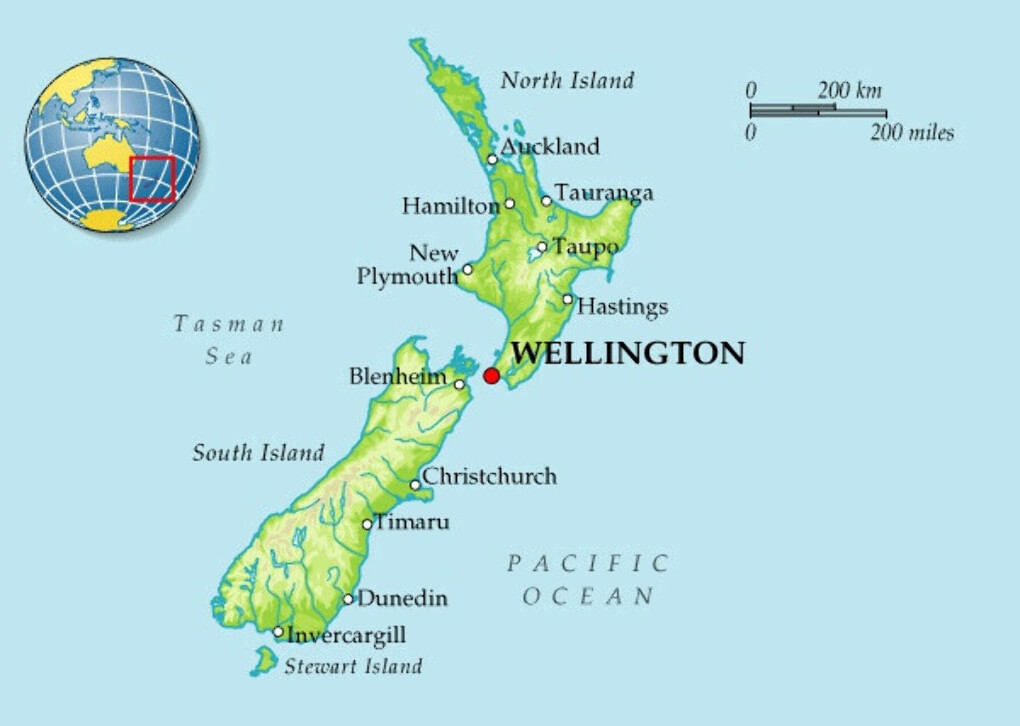 North Island
0 200 km
0 200 miles
Auckland
Tauranga
Hamilton
Taupo
New
Plymouth
Hastings
Tasman
Sea
WELLINGTON
Blenheim
South Island
Christchurch
Timaru
PACIFIC
OCEAN
Dunedin
Invercargill
Stewart Island